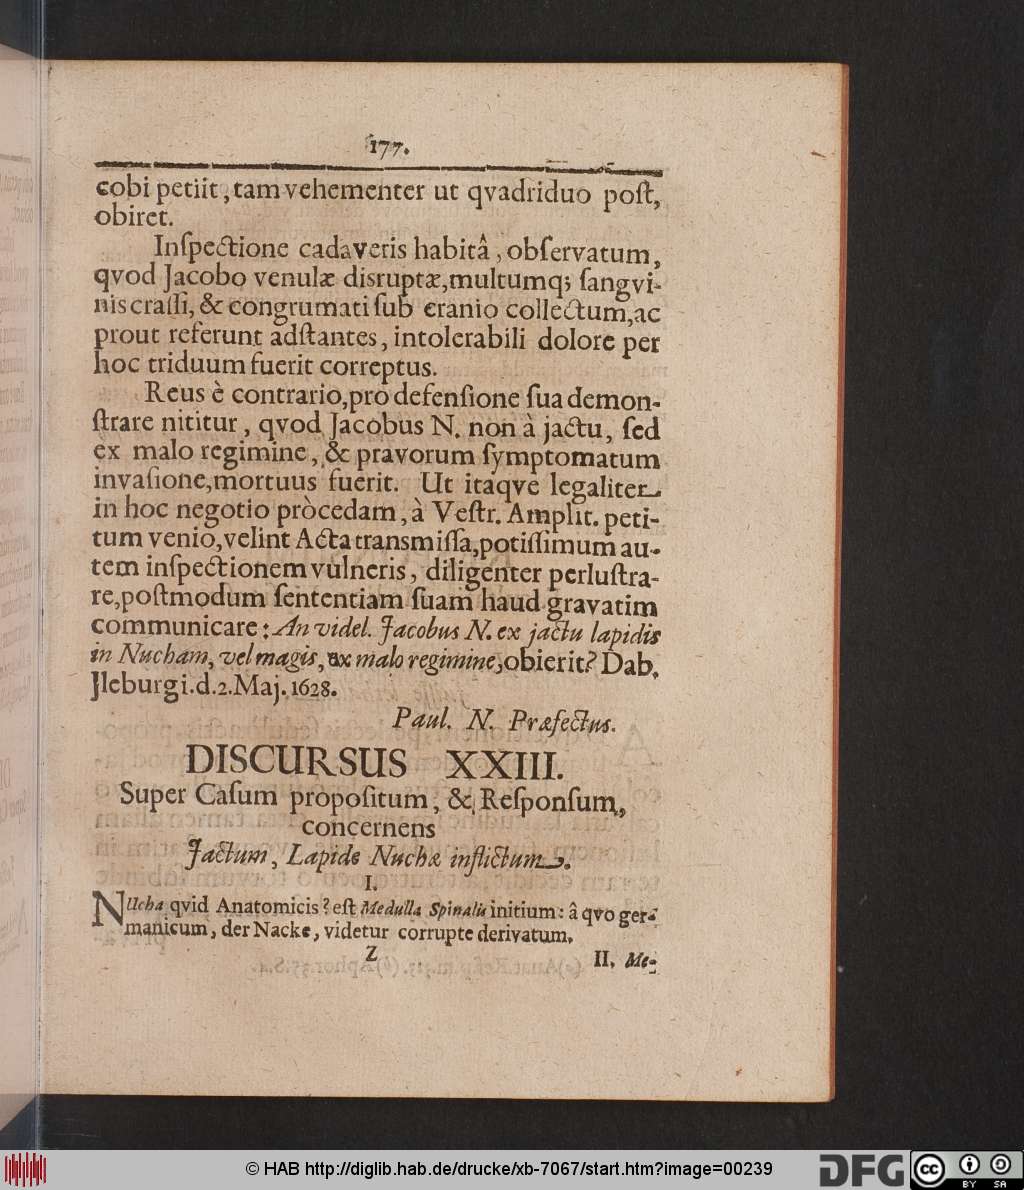 177.
cobi petiit, tam vehementer ut qvadriduo poſt,
obiret.
Inſpectione cadaveris habitâ, obſervatum,
qvod Jacobo venulæ disruptæ, multumq; ſangvi-
nis craſſi, & congrumati ſub cranio collectum, ac
prout referunt adſtantes, intolerabili dolore per
hoc triduum fuerit correptus.
Reus è contrario, pro defenſione ſua demon-
ſtrare nititur, qvod Jacobus N. non à jactu, ſed
ex malo regimine, & pravorum ſymptomatum
invaſione, mortuus fuerit. Ut itaqve legaliter
in hoc negotio pròcedam, à Veſtr. Amplit. peti-
tum venio, velint Acta transmiſſa, potiſſimum au-
tem inſpectionem vulneris, diligenter perluſtra-
re, poſtmodum ſententiam ſuam haud gravatim
communicare: An videl. Jacobus N. ex jactu lapidis
in Nucham, vel magis, ex malo regimine, obierit? Dab.
Jleburgi. d. 2. Maj. 1628.
Paul. N. Præfectus.
DISCURSUS XXIII.
Super Caſum propoſitum, & Reſponſum,
concernens
Jactum, Lapide Nuchæ inflictum.
I.
NUcha qvid Anatomicis? eſt Medulla Spinalis initium: â qvo ger-
manicum, der Nacke, videtur corrupte derivatum.
Z
II. Me-
© HAB http://diglib.hab.de/drucke/xb-7067/start.htm?image=00239
DFG
cc
BY SA